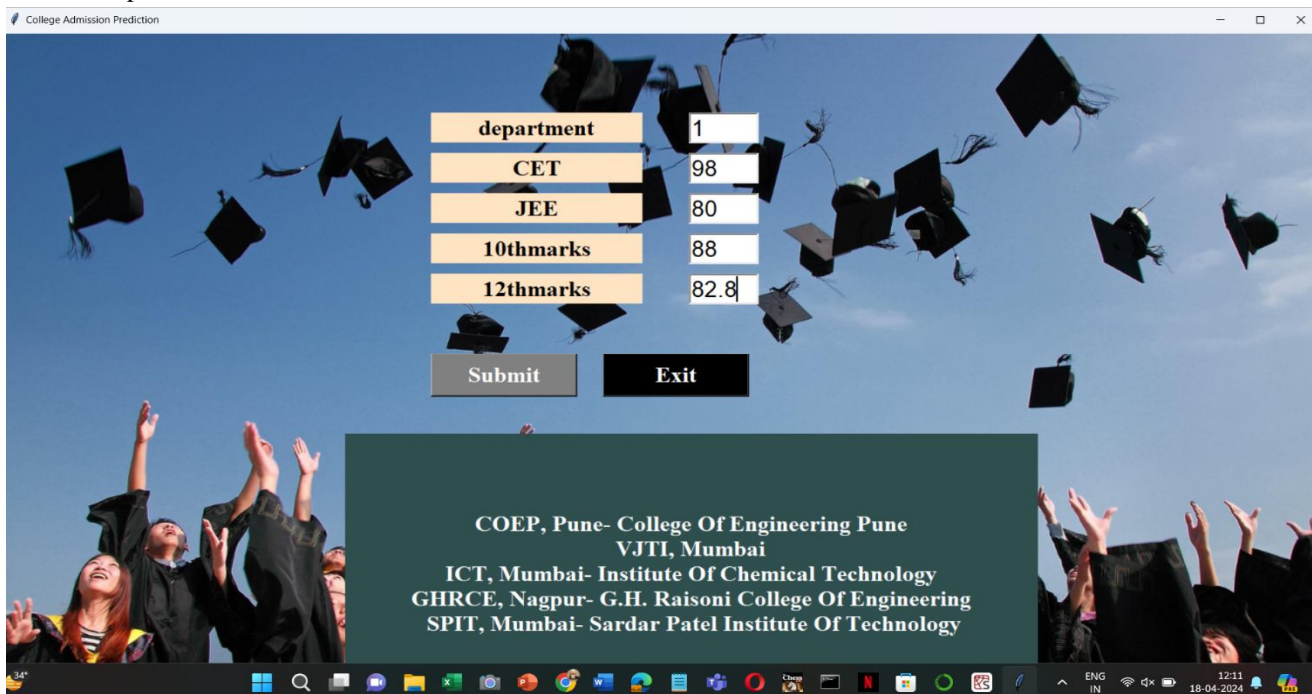 College Admission Prediction
department 1
CET 98
JEE 80
10thmarks 88
12thmarks 82.8
Submit Exit
COEP, Pune- College Of Engineering Pune
VJTI, Mumbai
ICT, Mumbai- Institute Of Chemical Technology
GHRCE, Nagpur- G.H. Raisoni College Of Engineering
SPIT, Mumbai- Sardar Patel Institute Of Technology
34°
ENG
IN
12:11
18-04-2024